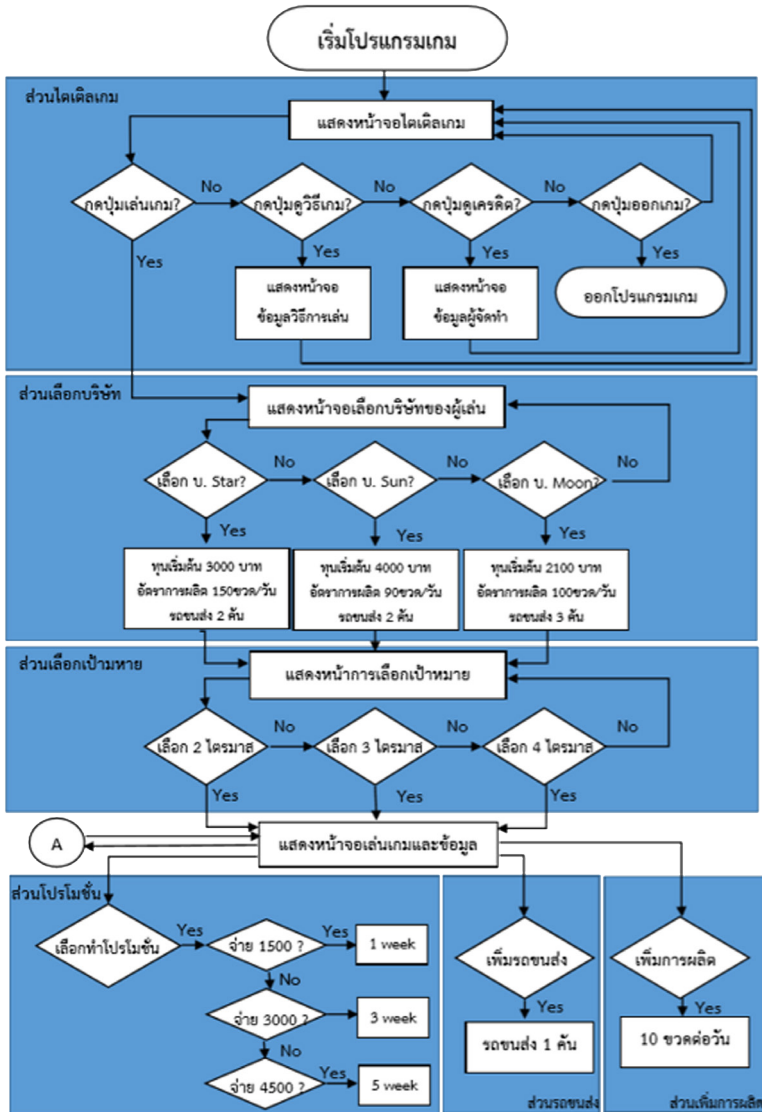 เริ่มโปรแกรมเกม
ส่วนไตเติลเกม
แสดงหน้าจอไตเติลเกม
กดปุ่มเล่นเกม?
No
กดปุ่มดูวิธีเกม?
No
กดปุ่มดูเครดิต?
No
กดปุ่มออกเกม?
Yes
Yes
Yes
Yes
แสดงหน้าจอ
ข้อมูลวิธีการเล่น
แสดงหน้าจอ
ข้อมูลผู้จัดทำ
ออกโปรแกรมเกม
ส่วนเลือกบริษัท
แสดงหน้าจอเลือกบริษัทของผู้เล่น
เลือก บ. Star?
No
เลือก บ. Sun?
No
เลือก บ. Moon?
No
Yes
Yes
Yes
ทุนเริ่มต้น 3000 บาท
อัตราการผลิต 150ขวด/วัน
รถขนส่ง 2 คัน
ทุนเริ่มต้น 4000 บาท
อัตราการผลิต 90ขวด/วัน
รถขนส่ง 2 คัน
ทุนเริ่มต้น 2100 บาท
อัตราการผลิต 100ขวด/วัน
รถขนส่ง 3 คัน
ส่วนเลือกเป้ามหาย
แสดงหน้าการเลือกเป้าหมาย
เลือก 2 ไตรมาส
No
เลือก 3 ไตรมาส
No
เลือก 4 ไตรมาส
No
Yes
Yes
Yes
A
แสดงหน้าจอเล่นเกมและข้อมูล
ส่วนโปรโมชั่น
เลือกทำโปรโมชั่น
Yes
จ่าย 1500 ?
Yes
1 week
No
จ่าย 3000 ?
3 week
No
จ่าย 4500 ?
Yes
5 week
เพิ่มรถขนส่ง
Yes
รถขนส่ง 1 คัน
ส่วนรถขนส่ง
เพิ่มการผลิต
Yes
10 ขวดต่อวัน
ส่วนเพิ่มการผลิต